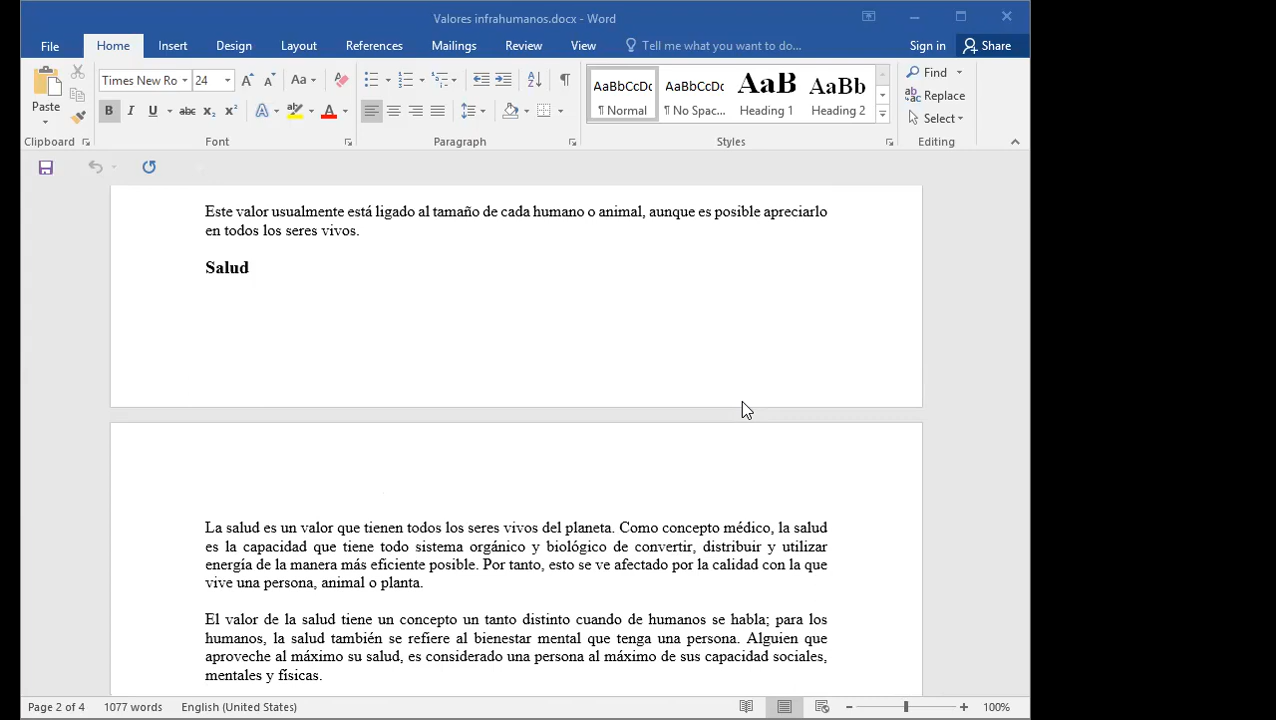 Valores infrahumanos.docx - Word
File Home Insert Design Layout References Mailings Review View Tell me what you want to do... Sign in Share
Paste
Clipboard
Times New Ro 24 Aa
B I U abc X₂ X² A ab A
Font
Paragraph
AaBbCcDc AaBbCcDc AaB AaBb
¶ Normal ¶ No Spac... Heading 1 Heading 2
Styles
Find
Replace
Select
Editing
Este valor usualmente está ligado al tamaño de cada humano o animal, aunque es posible apreciarlo
en todos los seres vivos.
Salud
La salud es un valor que tienen todos los seres vivos del planeta. Como concepto médico, la salud
es la capacidad que tiene todo sistema orgánico y biológico de convertir, distribuir y utilizar
energía de la manera más eficiente posible. Por tanto, esto se ve afectado por la calidad con la que
vive una persona, animal o planta.
El valor de la salud tiene un concepto un tanto distinto cuando de humanos se habla; para los
humanos, la salud también se refiere al bienestar mental que tenga una persona. Alguien que
aproveche al máximo su salud, es considerado una persona al máximo de sus capacidad sociales,
mentales y físicas.
Page 2 of 4 1077 words English (United States) 100%